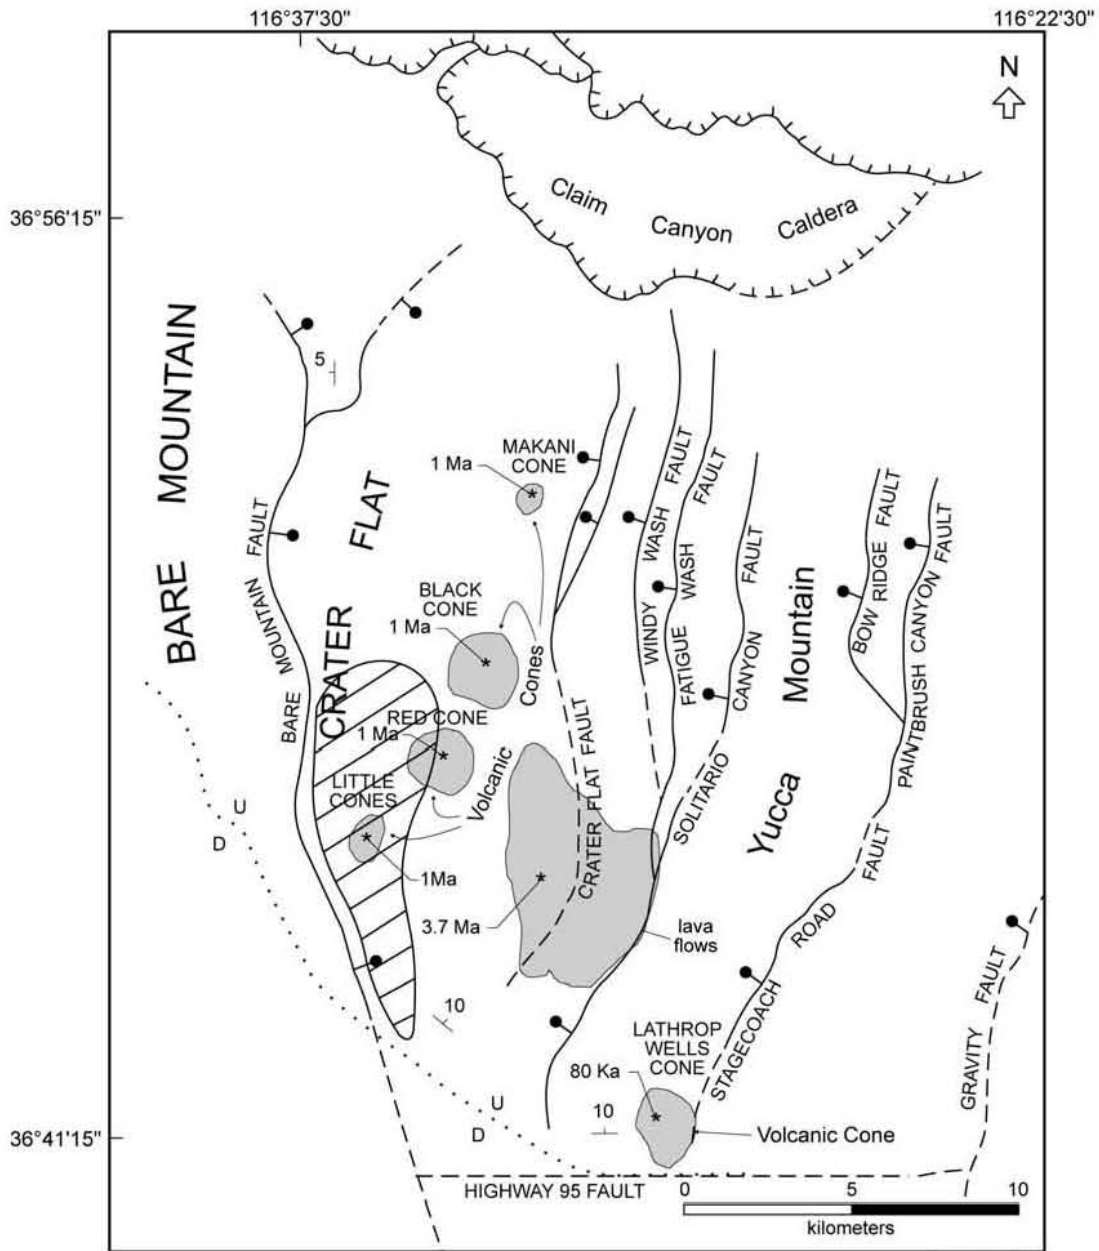 116°37'30"
116°22'30"
N
36°56'15"
Claim
Canyon
Caldera
BARE MOUNTAIN
5
CRATER FLAT
MAKANI
CONE
1 Ma
BARE MOUNTAIN FAULT
BLACK
CONE
1 Ma
Volcanic Cones
RED CONE
1 Ma
LITTLE
CONES
1Ma
3.7 Ma
CRATER FLAT FAULT
WINDY WASH FAULT
FATIGUE WASH FAULT
SOLITARIO CANYON FAULT
Yucca Mountain
BOW RIDGE FAULT
PAINTBRUSH CANYON FAULT
STAGECOACH ROAD FAULT
GRAVITY FAULT
U
D
lava
flows
10
U
D
10
LATHROP
WELLS
CONE
80 Ka
Volcanic Cone
36°41'15"
HIGHWAY 95 FAULT
0
5
10
kilometers